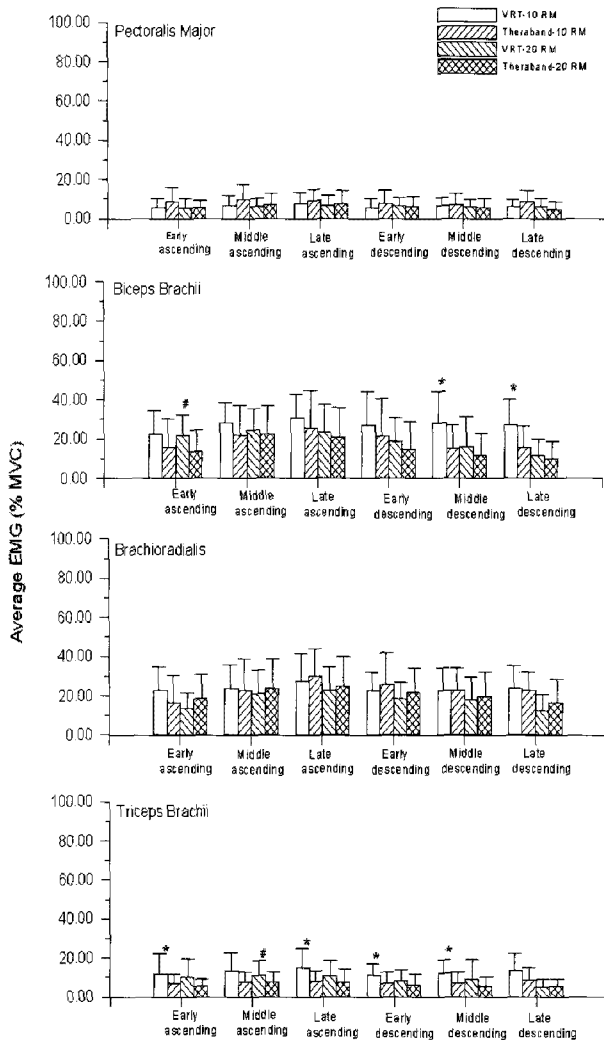 Pectoralis Major
VRT-10 RM
Theraband-10 RM
VRT-20 RM
Theraband-20 RM
100.00
80.00
60.00
40.00
20.00
0.00
Early ascending
Middle ascending
Late ascending
Early descending
Middle descending
Late descending
Biceps Brachii
100.00
80.00
60.00
40.00
20.00
0.00
#
*
*
Early ascending
Middle ascending
Late ascending
Early descending
Middle descending
Late descending
Average EMG (% MVC)
Brachioradialis
100.00
80.00
60.00
40.00
20.00
0.00
Early ascending
Middle ascending
Late ascending
Early descending
Middle descending
Late descending
Triceps Brachii
100.00
80.00
60.00
40.00
20.00
0.00
*
#
*
*
*
Early ascending
Middle ascending
Late ascending
Early descending
Middle descending
Late descending